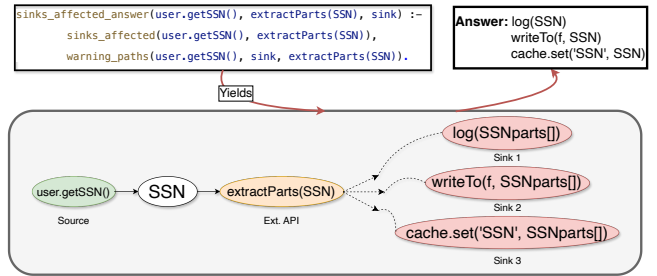 sinks_affected_answer(user.getSSN(), extractParts(SSN), sink) :-
sinks_affected(user.getSSN(), extractParts(SSN)),
warning_paths(user.getSSN(), sink, extractParts(SSN)).
Answer: log(SSN)
writeTo(f, SSN)
cache.set('SSN', SSN)
Yields
log(SSNparts[])
Sink 1
user.getSSN()
SSN
extractParts(SSN)
writeTo(f, SSNparts[])
Source
Ext. API
Sink 2
cache.set('SSN', SSNparts[])
Sink 3